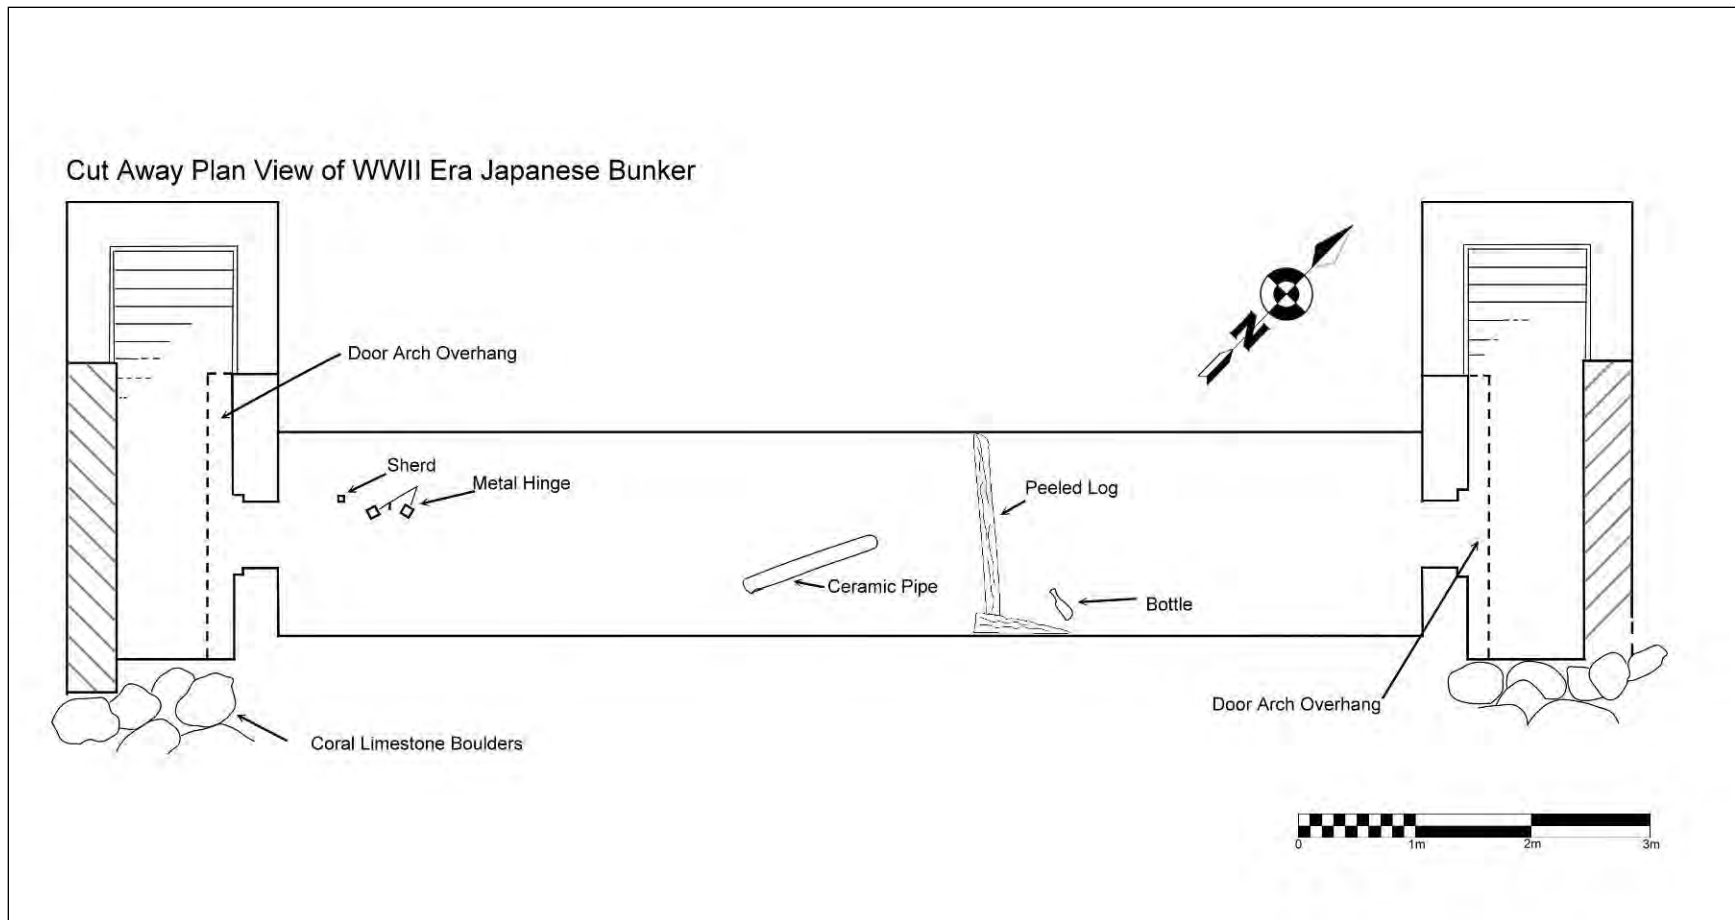 Cut Away Plan View of WWII Era Japanese Bunker
N
Door Arch Overhang
Sherd
Metal Hinge
Peeled Log
Ceramic Pipe
Bottle
Door Arch Overhang
Coral Limestone Boulders
0 1m 2m 3m